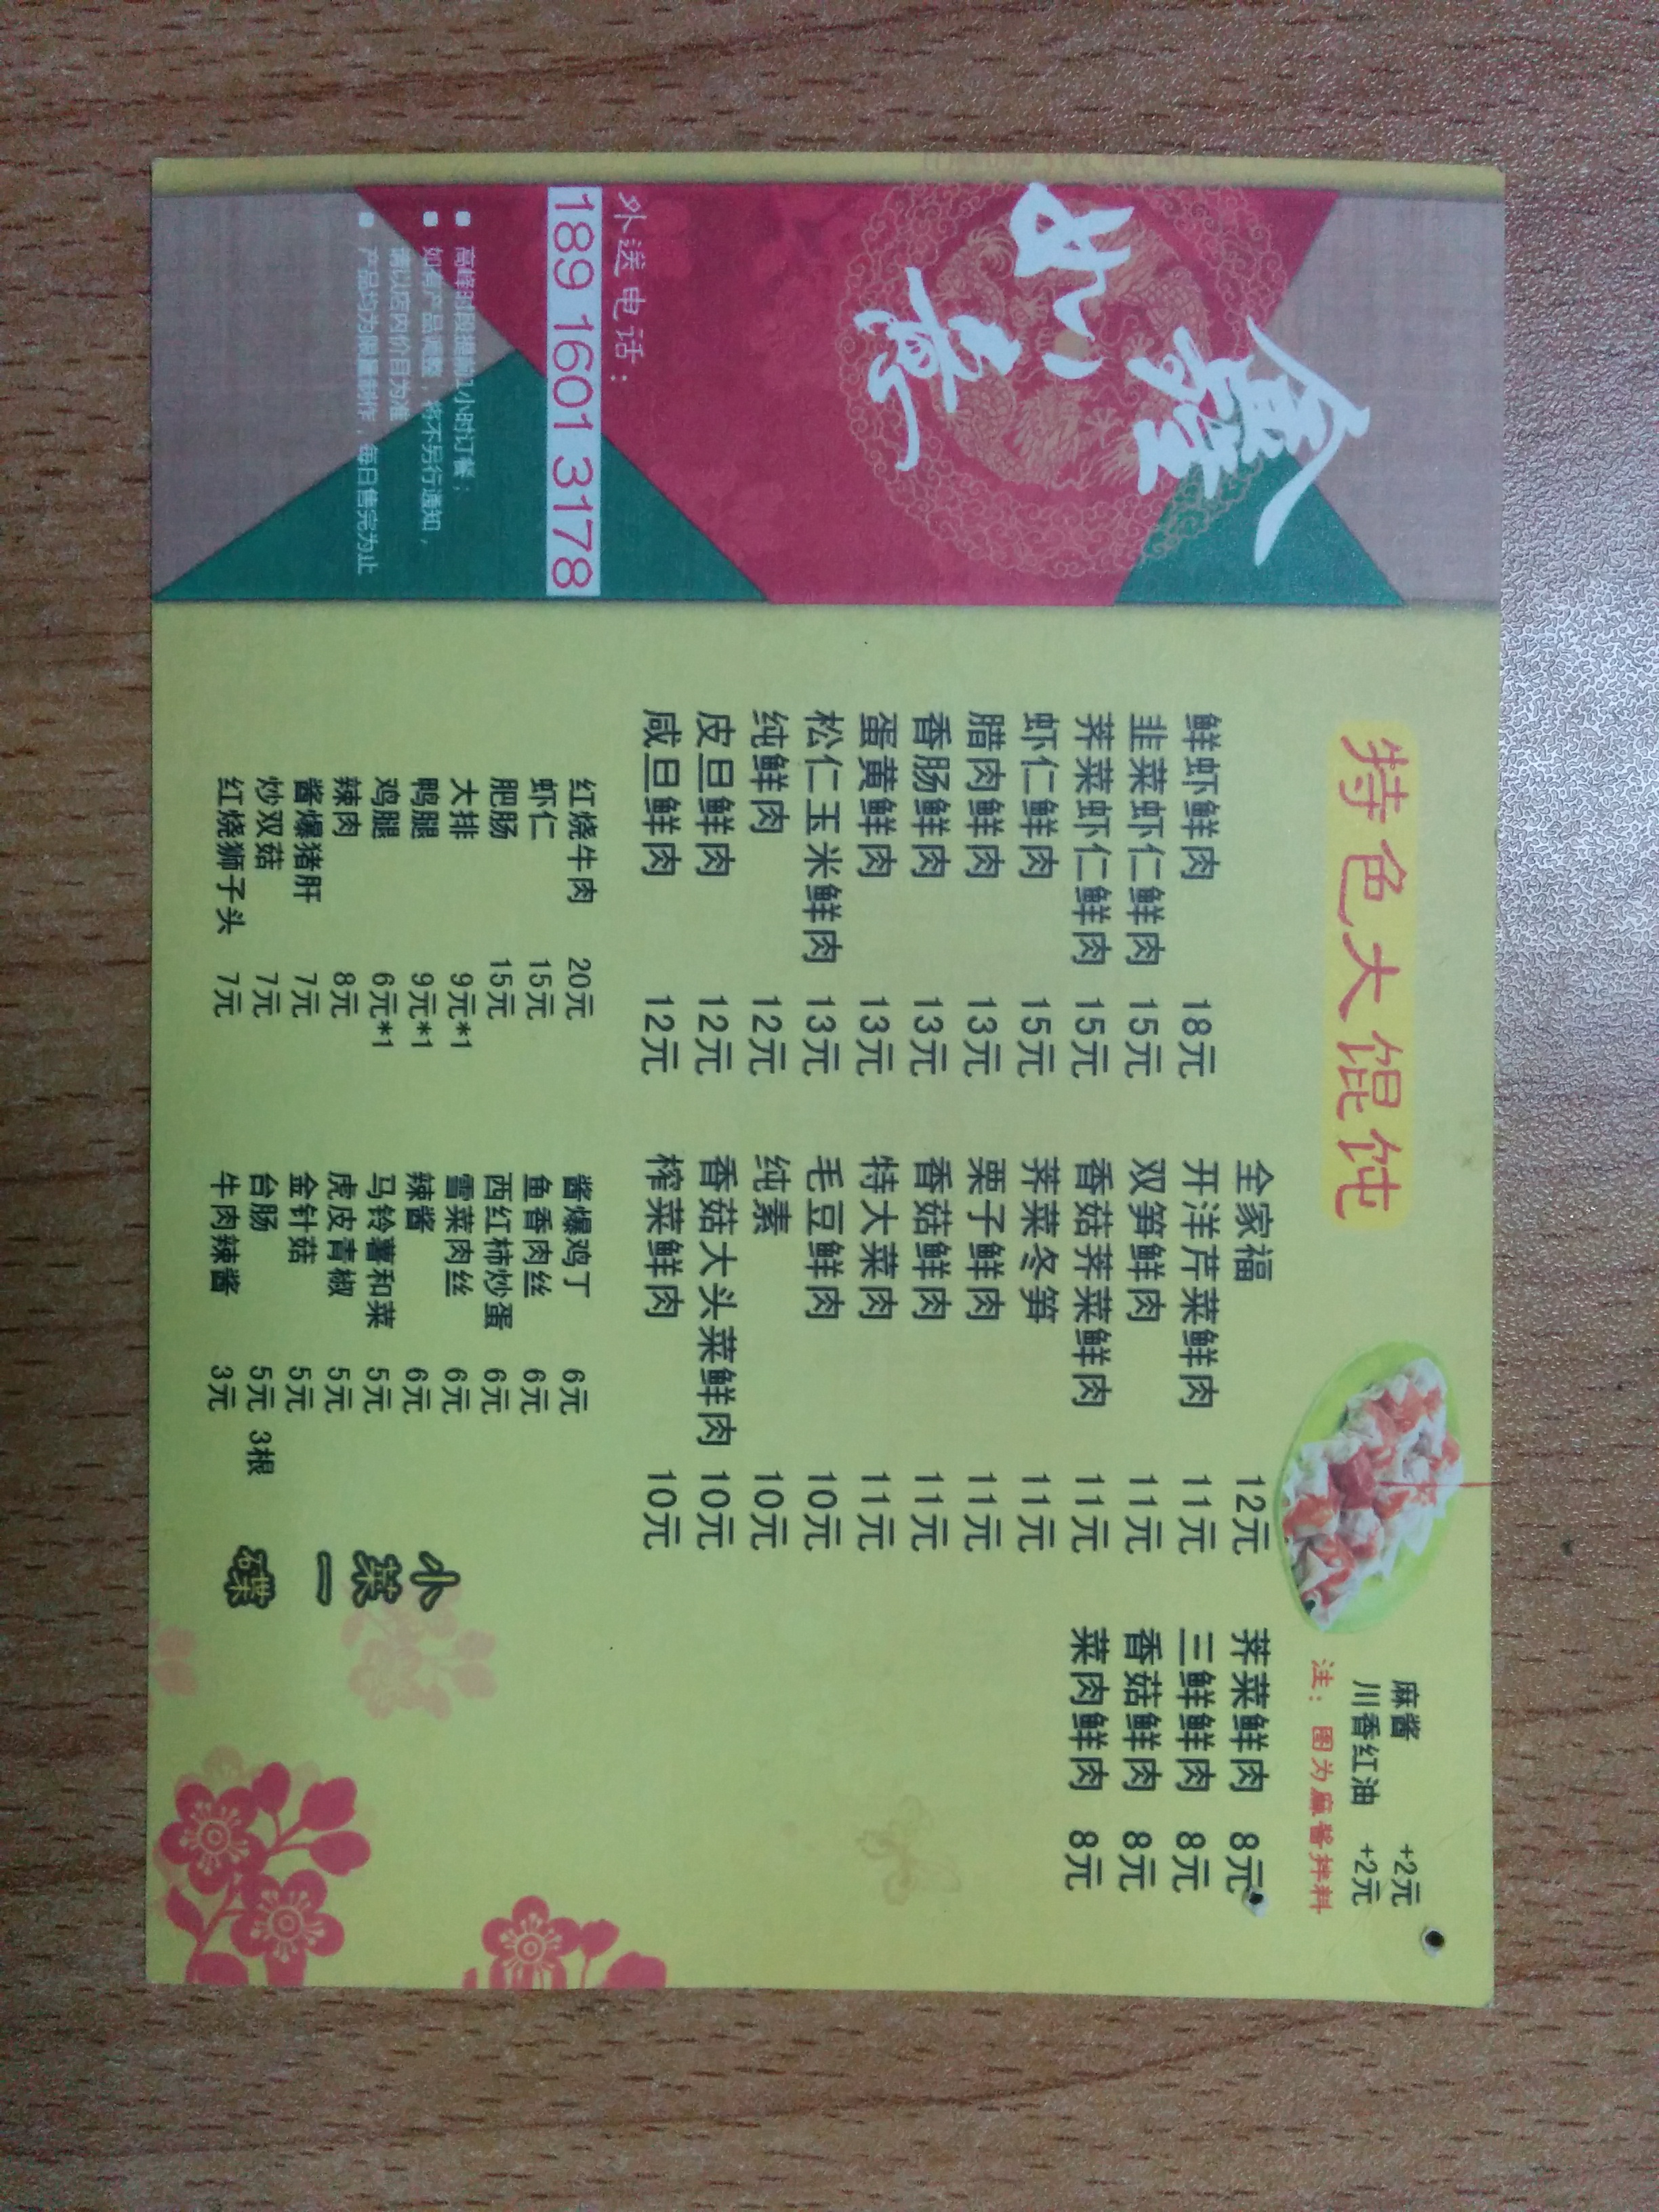 如意
外送电话：
189 1601 3178
高峰时段提前1小时订餐；
如有产品调整，将不另行通知，
请以店内价目为准
产品均为限量制作，每日售完为止
特色大馄饨
麻酱 +2元
川香红油 +2元
注：图为麻酱拌料
鲜虾鲜肉 18元
韭菜虾仁鲜肉 15元
荠菜虾仁鲜肉 15元
虾仁鲜肉 15元
腊肉鲜肉 13元
香肠鲜肉 13元
蛋黄鲜肉 13元
松仁玉米鲜肉 13元
纯鲜肉 12元
皮旦鲜肉 12元
咸旦鲜肉 12元
全家福 12元
开洋芹菜鲜肉 11元
双笋鲜肉 11元
香菇荠菜鲜肉 11元
荠菜冬笋 11元
栗子鲜肉 11元
香菇鲜肉 11元
特大菜肉 11元
毛豆鲜肉 10元
纯素 10元
香菇大头菜鲜肉 10元
榨菜鲜肉 10元
荠菜鲜肉 8元
三鲜鲜肉 8元
香菇鲜肉 8元
菜肉鲜肉 8元
红烧牛肉 20元
虾仁 15元
肥肠 15元
大排 9元*1
鸭腿 9元*1
鸡腿 6元*1
辣肉 8元
酱爆猪肝 7元
炒双菇 7元
红烧狮子头 7元
酱爆鸡丁 6元
鱼香肉丝 6元
西红柿炒蛋 6元
雪菜肉丝 6元
辣酱 6元
马铃薯和菜 5元
虎皮青椒 5元
金针菇 5元
台肠 5元 3根
牛肉辣酱 3元
小菜一碟